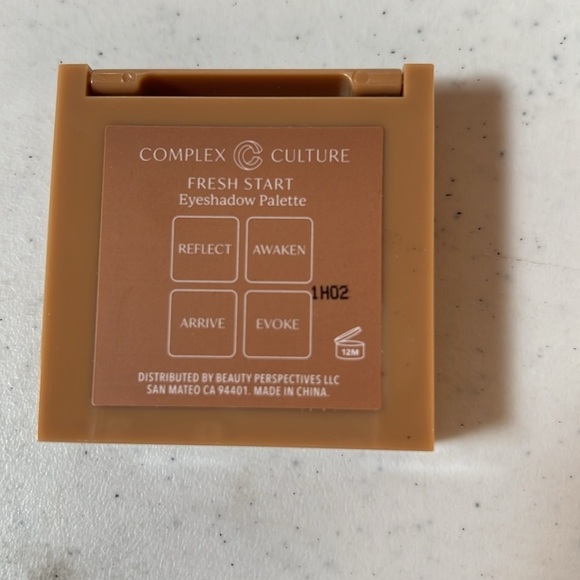 COMPLEX CULTURE
FRESH START
Eyeshadow Palette
REFLECT AWAKEN
1H02
ARRIVE EVOKE
12M
DISTRIBUTED BY BEAUTY PERSPECTIVES LLC
SAN MATEO CA 94401. MADE IN CHINA.